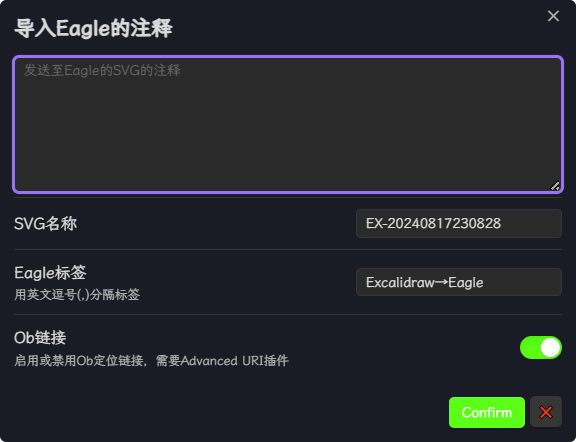 导入Eagle的注释
发送至Eagle的SVG的注释
SVG名称
EX-20240817230828
Eagle标签
用英文逗号(,)分隔标签
Excalidraw→Eagle
Ob链接
启用或禁用Ob定位链接，需要Advanced URI插件
Confirm